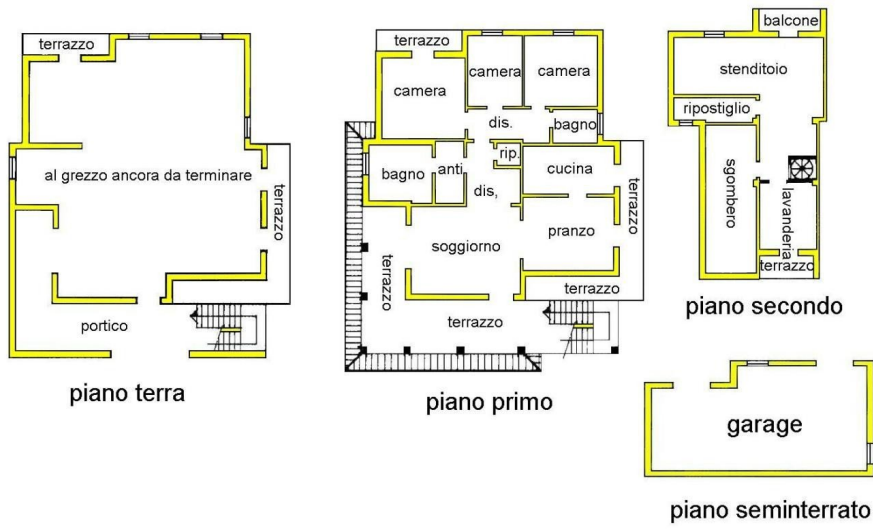 terrazzo
al grezzo ancora da terminare
terrazzo
portico
piano terra
terrazzo
camera
camera
camera
dis.
bagno
rip.
bagno
anti
cucina
dis,
terrazzo
soggiorno
pranzo
terrazzo
terrazzo
terrazzo
piano primo
balcone
stenditoio
ripostiglio
sgombero
lavanderia
terrazzo
piano secondo
garage
piano seminterrato